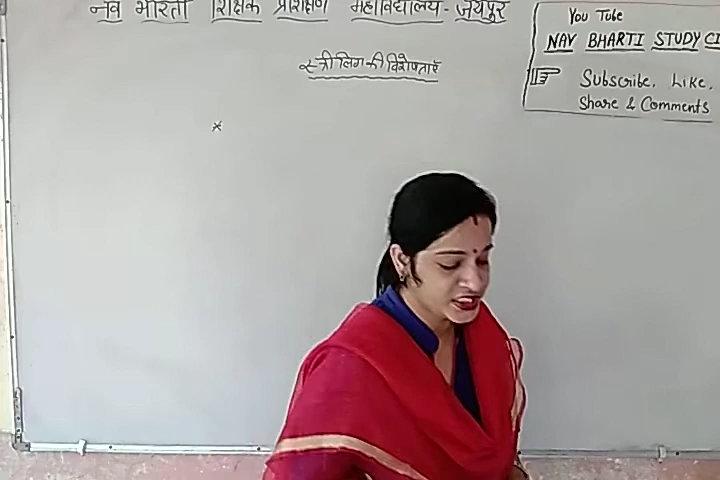 नव भारती शिक्षक प्रशिक्षण महाविद्यालय - जयपुर
You Tube
NAV BHARTI STUDY
Subscribe. Like.
Share & Comments
स्त्रीलिंग की विशेषताएँ
*